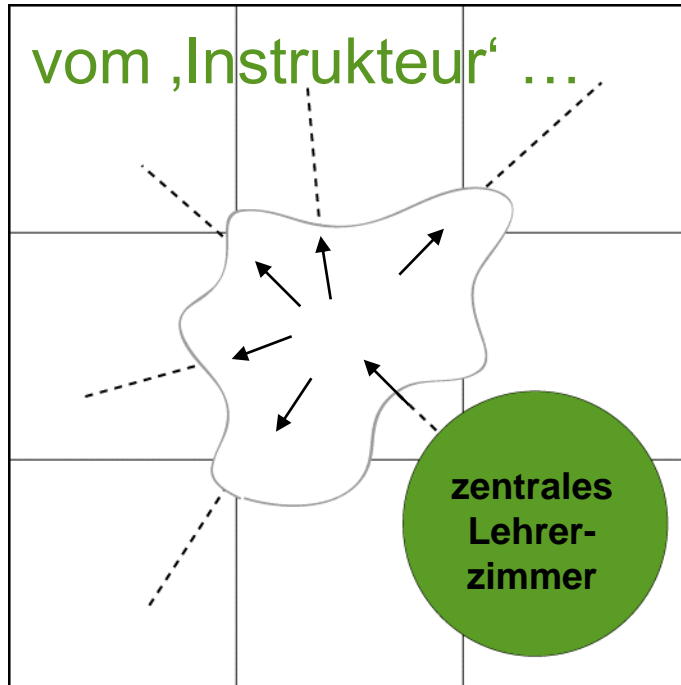 vom ‚Instrukteur‘ …
zentrales
Lehrer-
zimmer